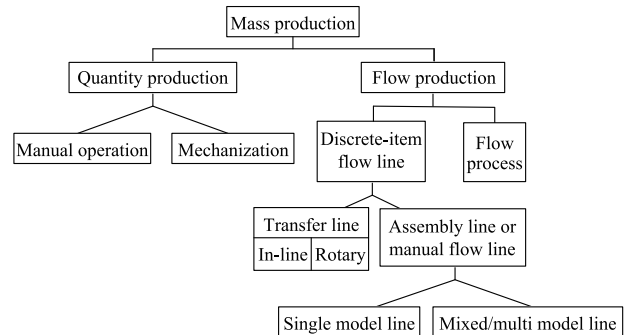 Mass production
Quantity production
Flow production
Manual operation
Mechanization
Discrete-item
flow line
Flow
process
Transfer line
In-line
Rotary
Assembly line or
manual flow line
Single model line
Mixed/multi model line